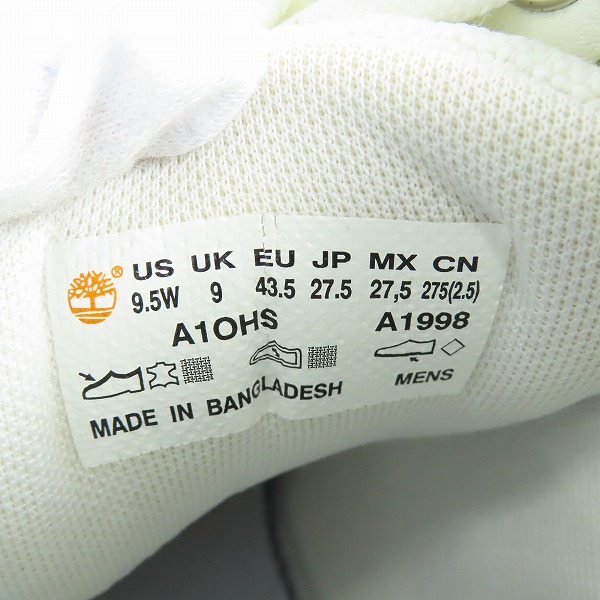 US UK EU JP MX CN
9.5W 9 43.5 27.5 27,5 275(2.5)
A1OHS A1998
MENS
MADE IN BANGLADESH